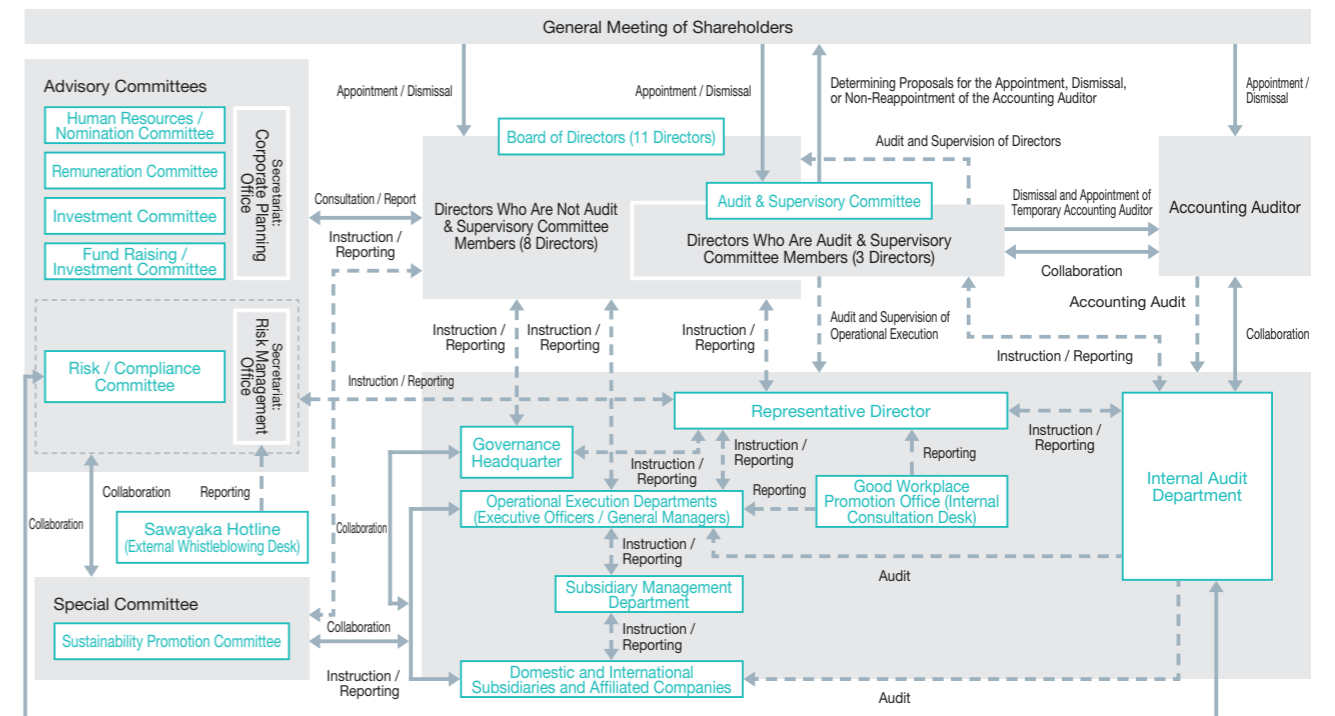 General Meeting of Shareholders
Advisory Committees
Human Resources /
Nomination Committee
Remuneration Committee
Investment Committee
Fund Raising /
Investment Committee
Secretariat:
Corporate Planning
Office
Risk / Compliance
Committee
Secretariat:
Risk Management
Office
Appointment / Dismissal
Appointment / Dismissal
Determining Proposals for the Appointment, Dismissal,
or Non-Reappointment of the Accounting Auditor
Appointment /
Dismissal
Board of Directors (11 Directors)
Audit and Supervision of Directors
Consultation / Report
Directors Who Are Not Audit
& Supervisory Committee
Members (8 Directors)
Audit & Supervisory Committee
Directors Who Are Audit & Supervisory
Committee Members (3 Directors)
Dismissal and Appointment of
Temporary Accounting Auditor
Accounting Auditor
Collaboration
Instruction /
Reporting
Accounting Audit
Instruction /
Reporting
Instruction /
Reporting
Instruction /
Reporting
Audit and Supervision of
Operational Execution
Instruction / Reporting
Collaboration
Instruction / Reporting
Representative Director
Instruction /
Reporting
Governance
Headquarter
Instruction /
Reporting
Instruction /
Reporting
Reporting
Internal Audit
Department
Operational Execution Departments
(Executive Officers / General Managers)
Reporting
Good Workplace
Promotion Office (Internal
Consultation Desk)
Collaboration
Reporting
Collaboration
Collaboration
Sawayaka Hotline
(External Whistleblowing Desk)
Instruction /
Reporting
Audit
Subsidiary Management
Department
Special Committee
Sustainability Promotion Committee
Collaboration
Instruction /
Reporting
Instruction /
Reporting
Domestic and International
Subsidiaries and Affiliated Companies
Audit